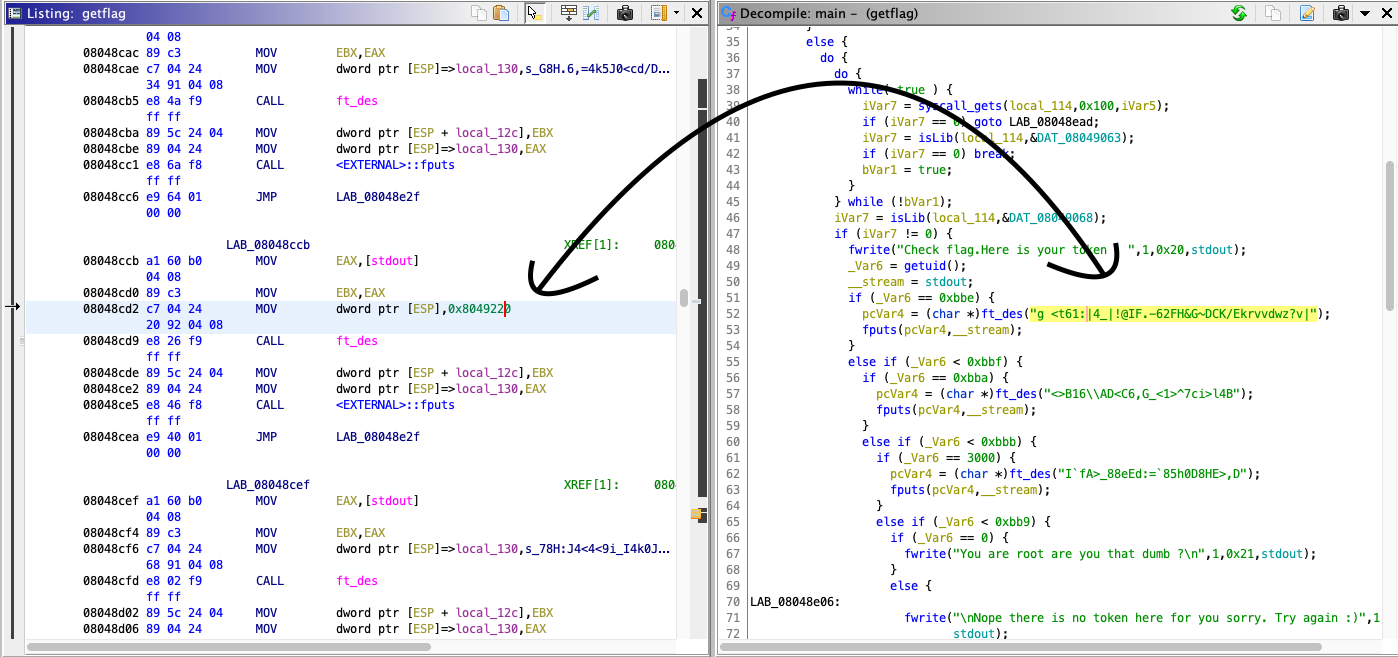 Listing: getflag
04 08
08048cac 89 c3 MOV EBX,EAX
08048cae c7 04 24 MOV dword ptr [ESP]=>local_130,s_G8H.6,=4k5J0<cd/D...
34 91 04 08
08048cb5 e8 4a f9 CALL ft_des
ff ff
08048cba 89 5c 24 04 MOV dword ptr [ESP + local_12c],EBX
08048cbe 89 04 24 MOV dword ptr [ESP]=>local_130,EAX
08048cc1 e8 6a f8 CALL <EXTERNAL>::fputs
ff ff
08048cc6 e9 64 01 JMP LAB_08048e2f
00 00
LAB_08048ccb XREF[1]: 080
08048ccb a1 60 b0 MOV EAX,[stdout]
04 08
08048cd0 89 c3 MOV EBX,EAX
08048cd2 c7 04 24 MOV dword ptr [ESP],0x8049220
20 92 04 08
08048cd9 e8 26 f9 CALL ft_des
ff ff
08048cde 89 5c 24 04 MOV dword ptr [ESP + local_12c],EBX
08048ce2 89 04 24 MOV dword ptr [ESP]=>local_130,EAX
08048ce5 e8 46 f8 CALL <EXTERNAL>::fputs
ff ff
08048cea e9 40 01 JMP LAB_08048e2f
00 00
LAB_08048cef XREF[1]: 080
08048cef a1 60 b0 MOV EAX,[stdout]
04 08
08048cf4 89 c3 MOV EBX,EAX
08048cf6 c7 04 24 MOV dword ptr [ESP]=>local_130,s_78H:J4<4<9i_I4k0J...
68 91 04 08
08048cfd e8 02 f9 CALL ft_des
ff ff
08048d02 89 5c 24 04 MOV dword ptr [ESP + local_12c],EBX
08048d06 89 04 24 MOV dword ptr [ESP]=>local_130,EAX
Decompile: main - (getflag)
34 }
35 else {
36 do {
37 do {
38 while( true ) {
39 iVar7 = syscall_gets(local_114,0x100,iVar5);
40 if (iVar7 == 0) goto LAB_08048ead;
41 iVar7 = isLib(local_114,&DAT_08049063);
42 if (iVar7 == 0) break;
43 bVar1 = true;
44 }
45 } while (!bVar1);
46 iVar7 = isLib(local_114,&DAT_08049068);
47 if (iVar7 != 0) {
48 fwrite("Check flag.Here is your token : ",1,0x20,stdout);
49 _Var6 = getuid();
50 __stream = stdout;
51 if (_Var6 == 0xbbe) {
52 pcVar4 = (char *)ft_des("g <t61:|4_|!@IF.-62FH&G~DCK/Ekrvvdwz?v|");
53 fputs(pcVar4,__stream);
54 }
55 else if (_Var6 < 0xbbf) {
56 if (_Var6 == 0xbba) {
57 pcVar4 = (char *)ft_des("<>B16\\AD<C6,G_<1>^7ci>l4B");
58 fputs(pcVar4,__stream);
59 }
60 else if (_Var6 < 0xbbb) {
61 if (_Var6 == 3000) {
62 pcVar4 = (char *)ft_des("I`fA>_88eEd:=`85h0D8HE>,D");
63 fputs(pcVar4,__stream);
64 }
65 else if (_Var6 < 0xbb9) {
66 if (_Var6 == 0) {
67 fwrite("You are root are you that dumb ?\n",1,0x21,stdout);
68 }
69 else {
70 LAB_08048e06:
71 fwrite("\nNope there is no token here for you sorry. Try again :)",1
72 stdout);